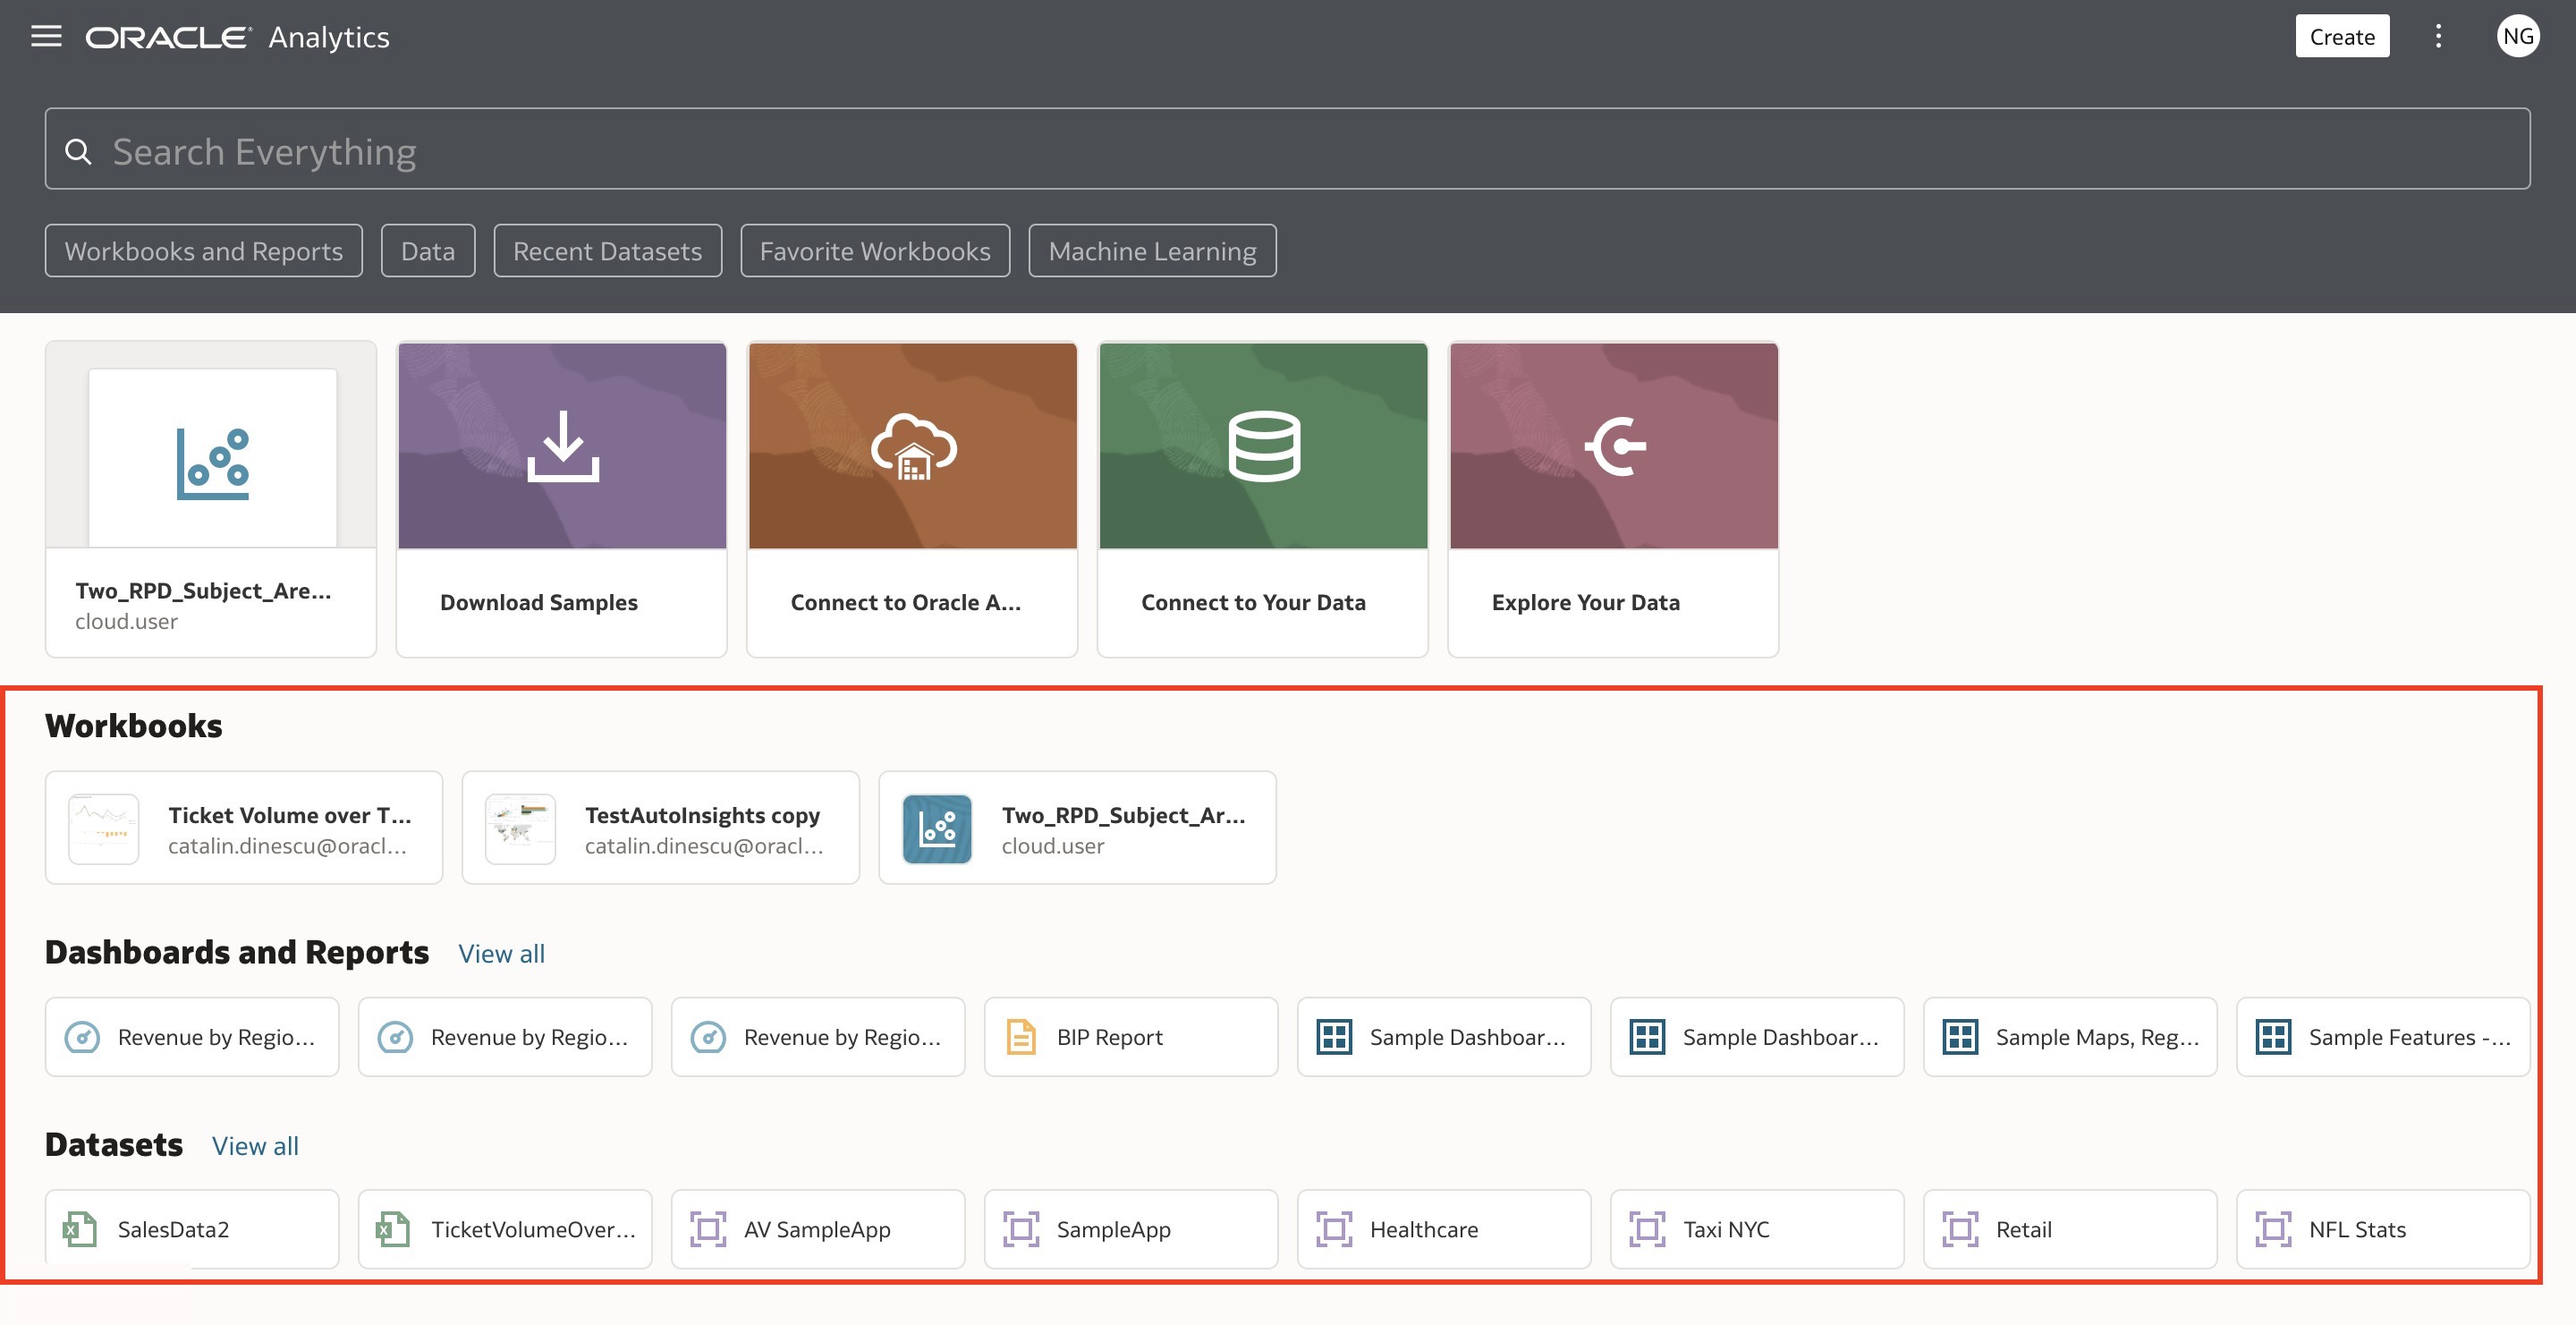 ORACLE Analytics
Create
NG
Search Everything
Workbooks and Reports
Data
Recent Datasets
Favorite Workbooks
Machine Learning
Two_RPD_Subject_Are...
cloud.user
Download Samples
Connect to Oracle A...
Connect to Your Data
Explore Your Data
Workbooks
Ticket Volume over T...
catalin.dinescu@oracl...
TestAutoInsights copy
catalin.dinescu@oracl...
Two_RPD_Subject_Ar...
cloud.user
Dashboards and Reports View all
Revenue by Regio...
Revenue by Regio...
Revenue by Regio...
BIP Report
Sample Dashboar...
Sample Dashboar...
Sample Maps, Reg...
Sample Features -...
Datasets View all
SalesData2
TicketVolumeOver...
AV SampleApp
SampleApp
Healthcare
Taxi NYC
Retail
NFL Stats